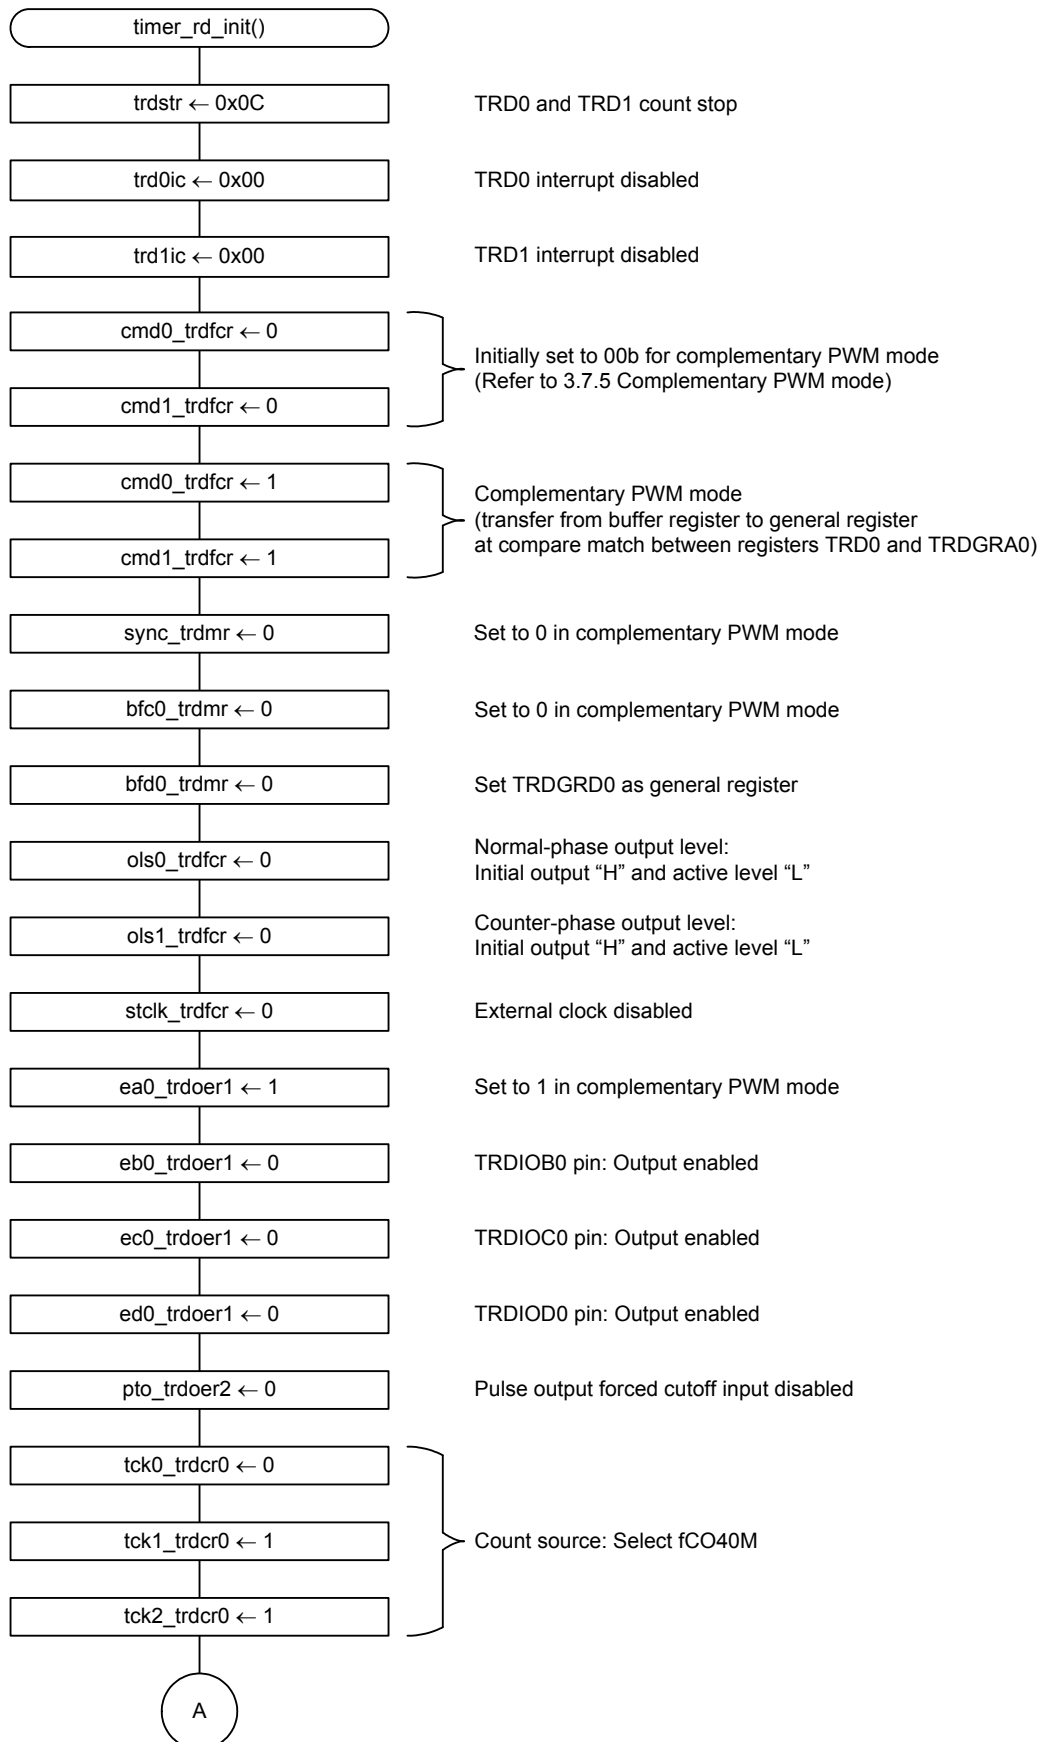 timer_rd_init()
trdstr ← 0x0C
TRD0 and TRD1 count stop
trd0ic ← 0x00
TRD0 interrupt disabled
trd1ic ← 0x00
TRD1 interrupt disabled
cmd0_trdfcr ← 0
cmd1_trdfcr ← 0
Initially set to 00b for complementary PWM mode
(Refer to 3.7.5 Complementary PWM mode)
cmd0_trdfcr ← 1
cmd1_trdfcr ← 1
Complementary PWM mode
(transfer from buffer register to general register
at compare match between registers TRD0 and TRDGRA0)
sync_trdmr ← 0
Set to 0 in complementary PWM mode
bfc0_trdmr ← 0
Set to 0 in complementary PWM mode
bfd0_trdmr ← 0
Set TRDGRD0 as general register
ols0_trdfcr ← 0
Normal-phase output level:
Initial output “H” and active level “L”
ols1_trdfcr ← 0
Counter-phase output level:
Initial output “H” and active level “L”
stclk_trdfcr ← 0
External clock disabled
ea0_trdoer1 ← 1
Set to 1 in complementary PWM mode
eb0_trdoer1 ← 0
TRDIOB0 pin: Output enabled
ec0_trdoer1 ← 0
TRDIOC0 pin: Output enabled
ed0_trdoer1 ← 0
TRDIOD0 pin: Output enabled
pto_trdoer2 ← 0
Pulse output forced cutoff input disabled
tck0_trdcr0 ← 0
tck1_trdcr0 ← 1
tck2_trdcr0 ← 1
Count source: Select fCO40M
A